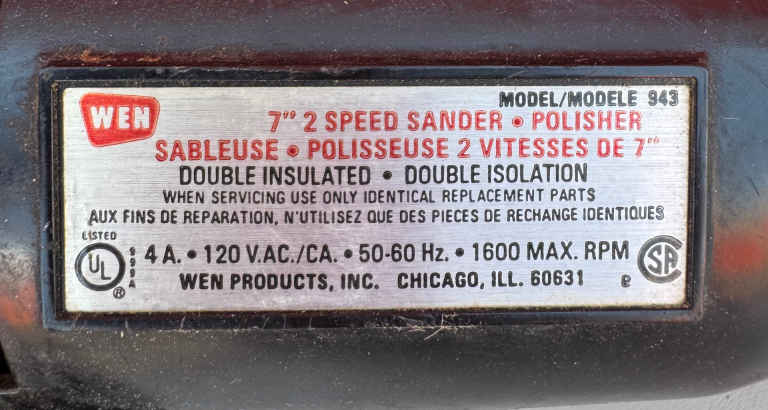 WEN
MODEL/MODELE 943
7" 2 SPEED SANDER • POLISHER
SABLEUSE • POLISSEUSE 2 VITESSES DE 7"
DOUBLE INSULATED • DOUBLE ISOLATION
WHEN SERVICING USE ONLY IDENTICAL REPLACEMENT PARTS
AUX FINS DE REPARATION, N'UTILISEZ QUE DES PIECES DE RECHANGE IDENTIQUES
LISTED
UL ®
999A
4 A. • 120 V.AC./CA. • 50-60 Hz. • 1600 MAX. RPM
SA
WEN PRODUCTS, INC. CHICAGO, ILL. 60631